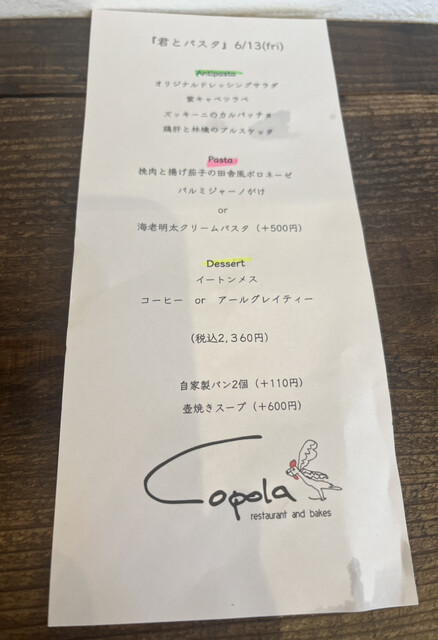 『君とパスタ』6/13(fri)
Antipasto
オリジナルドレッシングサラダ
紫キャベツラペ
ズッキーニのカルパッチョ
鶏肝と林檎のブルスケッタ
Pasta
挽肉と揚げ茄子の田舎風ボロネーゼ
パルミジャーノがけ
or
海老明太クリームパスタ（+500円）
Dessert
イートンメス
コーヒー or アールグレイティー
（税込2,360円）
自家製パン2個（+110円）
壺焼きスープ（+600円）
Copola
restaurant and bakes